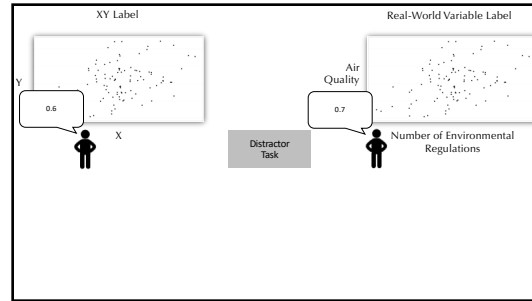 XY Label
Real-World Variable Label
Y
0.6
X
Distractor
Task
Air
Quality
0.7
Number of Environmental
Regulations